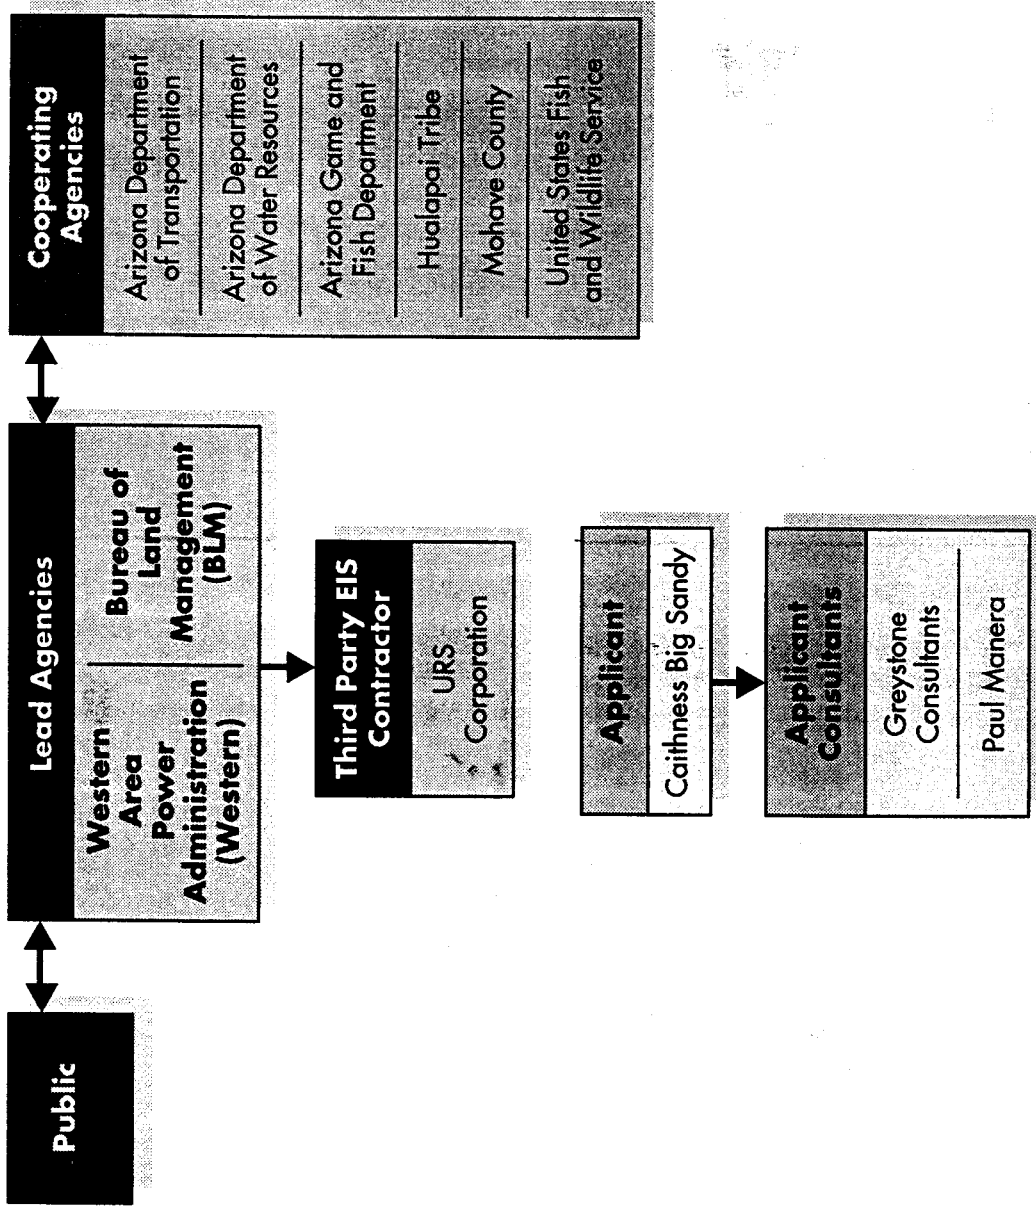 Public
Lead Agencies
Western
Area
Power
Administration
(Western)
Bureau of
Land
Management
(BLM)
Cooperating
Agencies
Arizona Department
of Transportation
Arizona Department
of Water Resources
Arizona Game and
Fish Department
Hualapai Tribe
Mohave County
United States Fish
and Wildlife Service
Third Party EIS
Contractor
URS
Corporation
Applicant
Caithness Big Sandy
Applicant
Consultants
Greystone
Consultants
Paul Manera